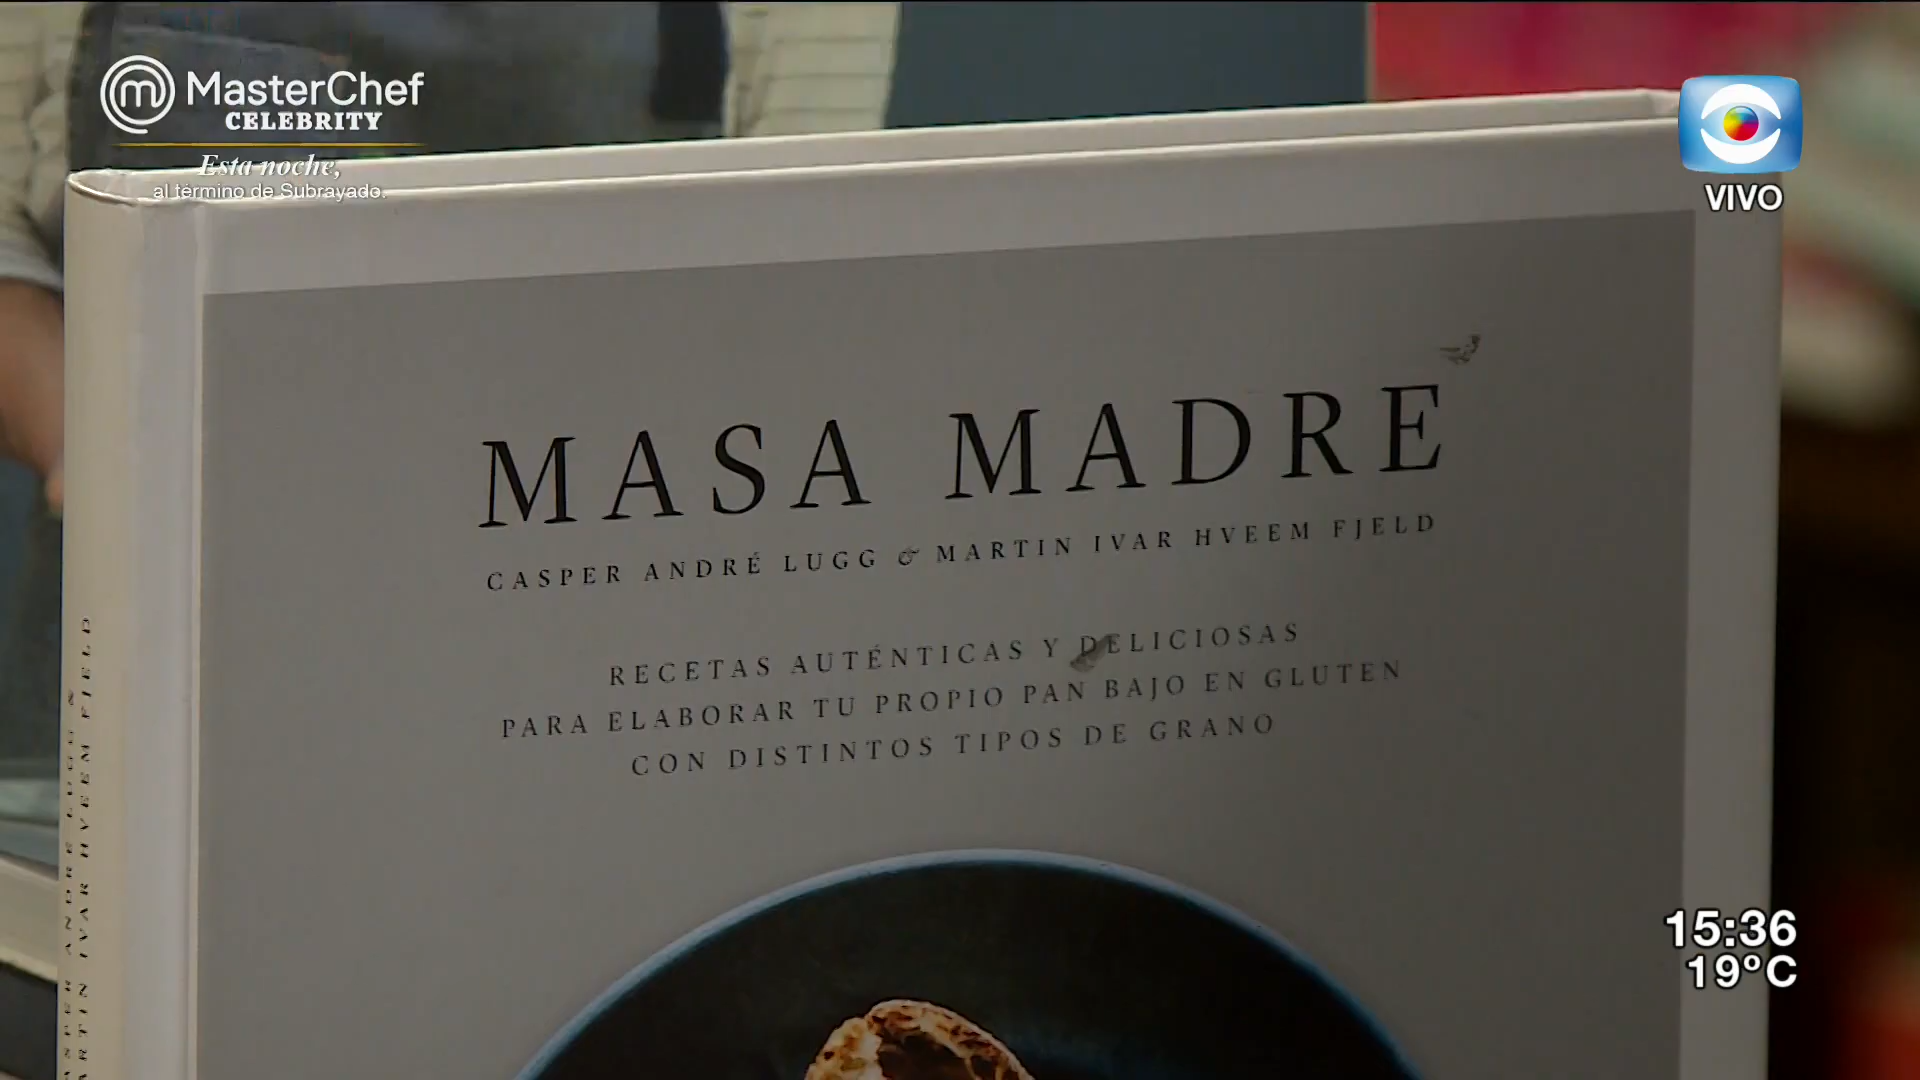 MasterChef
CELEBRITY
Esta noche,
al término de Subrayado.
VIVO
MASA MADRE
CASPER ANDRÉ LUGG & MARTIN IVAR HVEEM FJELD
RECETAS AUTÉNTICAS Y DELICIOSAS
PARA ELABORAR TU PROPIO PAN BAJO EN GLUTEN
CON DISTINTOS TIPOS DE GRANO
15:36
19°C